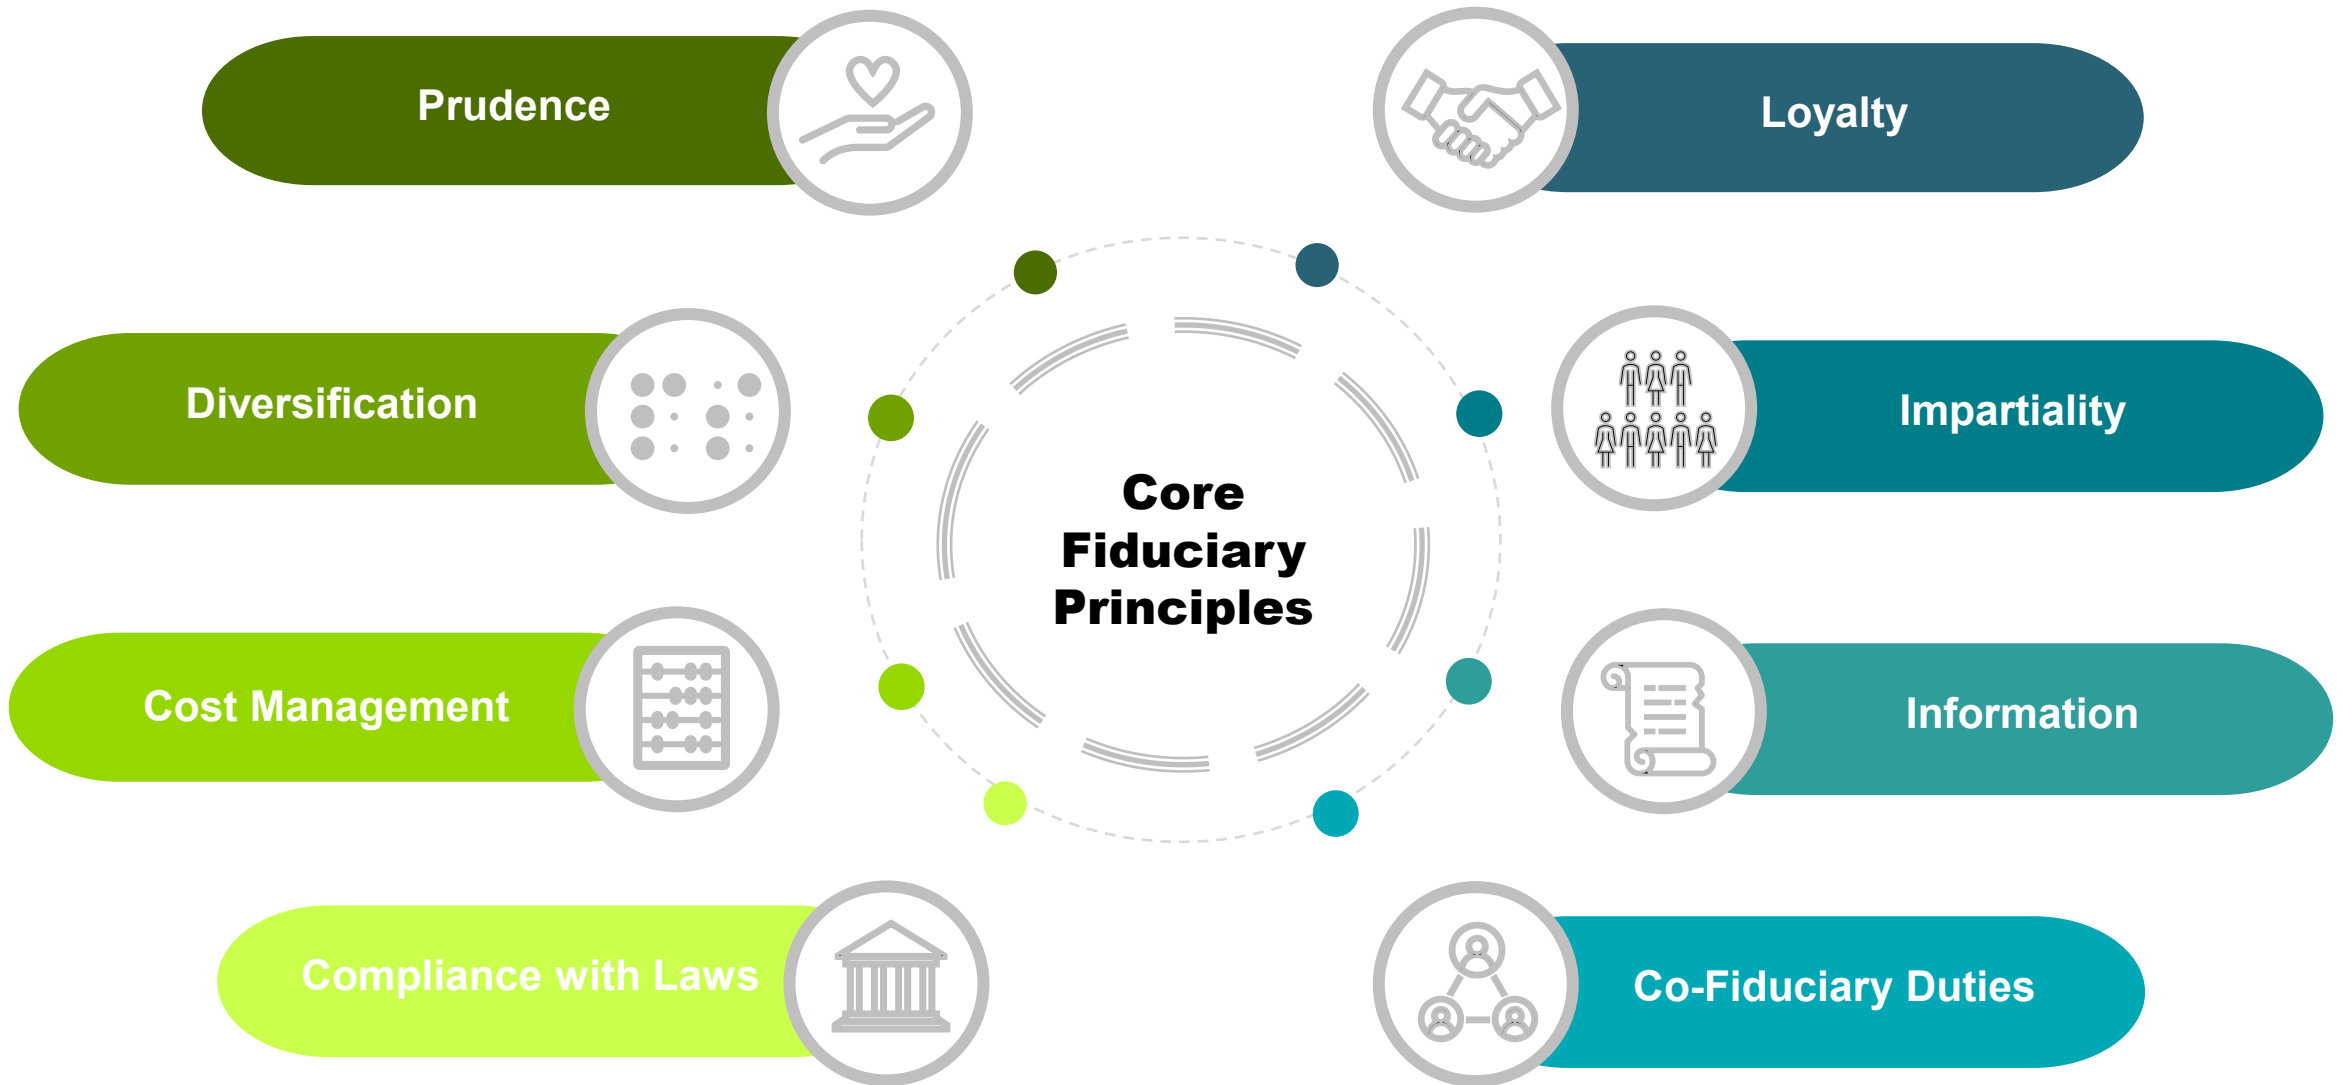 Prudence
Loyalty
Diversification
Impartiality
Core
Fiduciary
Principles
Cost Management
Information
Compliance with Laws
Co-Fiduciary Duties